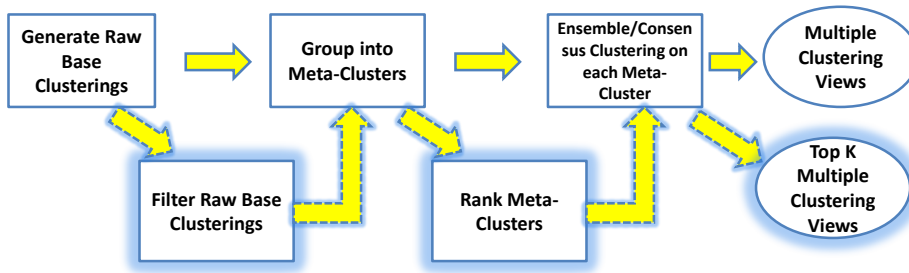 Generate Raw
Base
Clusterings
Group into
Meta-Clusters
Ensemble/Consen
sus Clustering on
each Meta-
Cluster
Multiple
Clustering
Views
Filter Raw Base
Clusterings
Rank Meta-
Clusters
Top K
Multiple
Clustering
Views